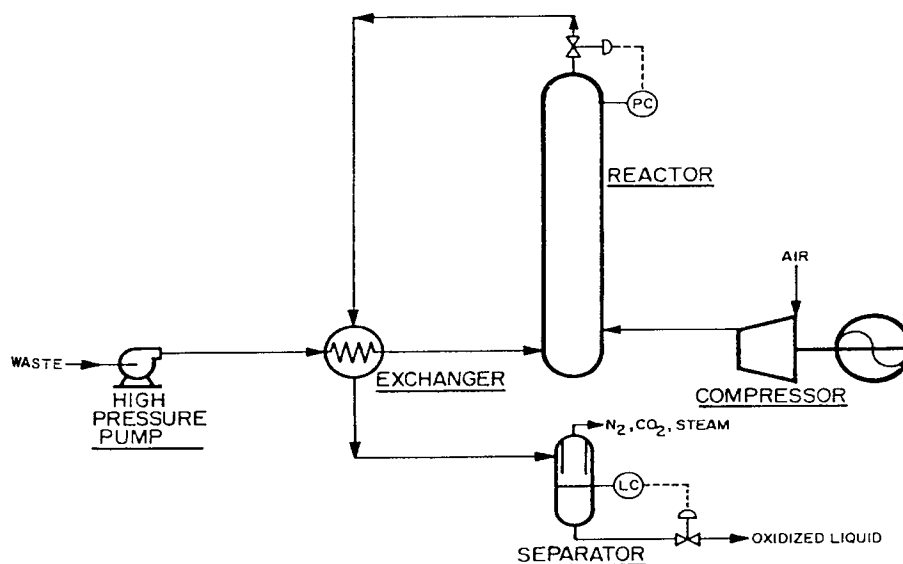 PC
REACTOR
AIR
WASTE
EXCHANGER
COMPRESSOR
HIGH
PRESSURE
PUMP
N₂, CO₂, STEAM
LC
OXIDIZED LIQUID
SEPARATOR